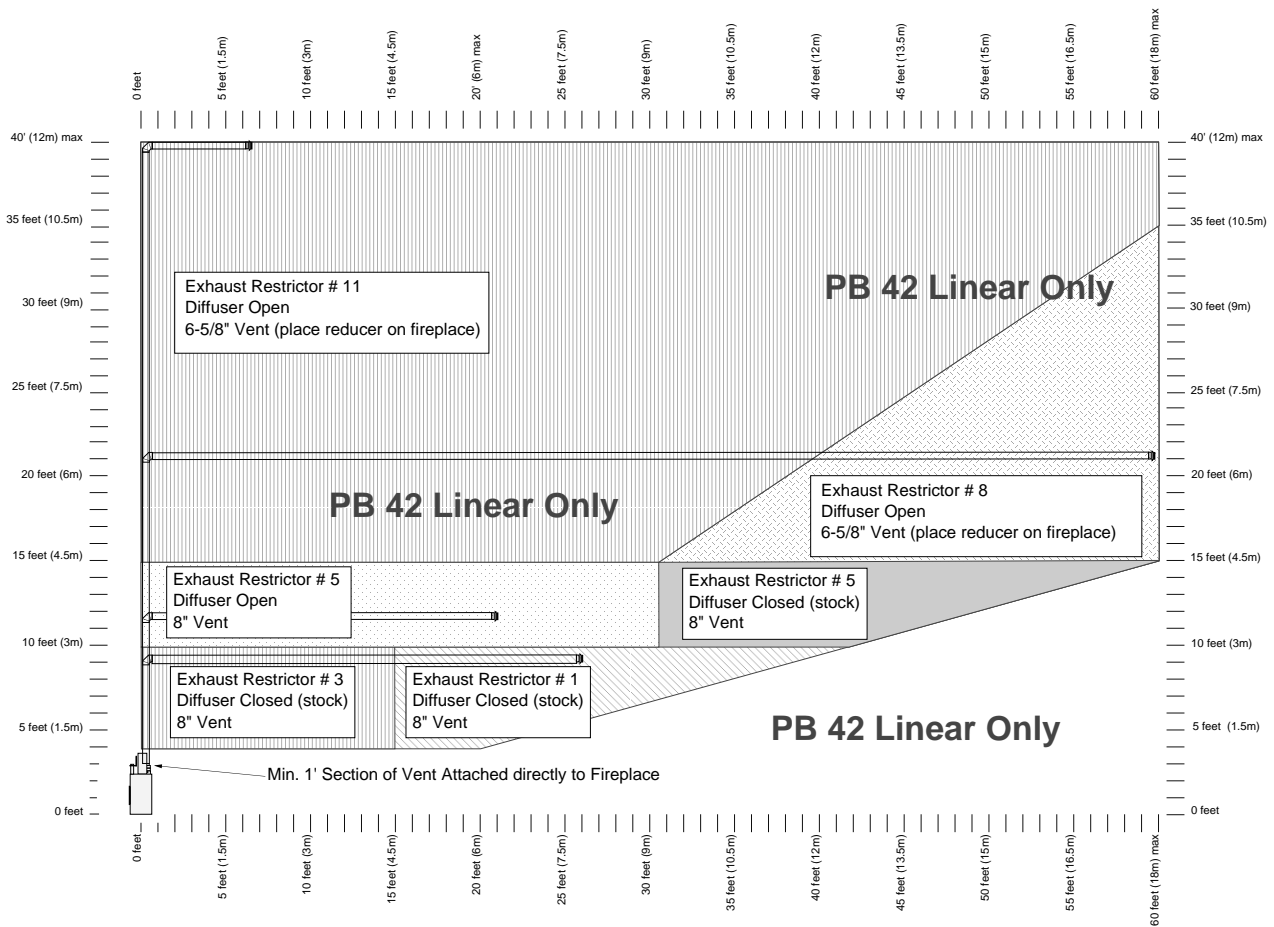 0 feet
5 feet (1.5m)
10 feet (3m)
15 feet (4.5m)
20' (6m) max
25 feet (7.5m)
30 feet (9m)
35 feet (10.5m)
40 feet (12m)
45 feet (13.5m)
50 feet (15m)
55 feet (16.5m)
60 feet (18m) max
40' (12m) max
35 feet (10.5m)
30 feet (9m)
25 feet (7.5m)
20 feet (6m)
15 feet (4.5m)
10 feet (3m)
5 feet (1.5m)
0 feet
Exhaust Restrictor # 11
Diffuser Open
6-5/8" Vent (place reducer on fireplace)
PB 42 Linear Only
PB 42 Linear Only
Exhaust Restrictor # 8
Diffuser Open
6-5/8" Vent (place reducer on fireplace)
Exhaust Restrictor # 5
Diffuser Open
8" Vent
Exhaust Restrictor # 5
Diffuser Closed (stock)
8" Vent
Exhaust Restrictor # 3
Diffuser Closed (stock)
8" Vent
Exhaust Restrictor # 1
Diffuser Closed (stock)
8" Vent
PB 42 Linear Only
Min. 1' Section of Vent Attached directly to Fireplace
40' (12m) max
35 feet (10.5m)
30 feet (9m)
25 feet (7.5m)
20 feet (6m)
15 feet (4.5m)
10 feet (3m)
5 feet (1.5m)
0 feet
0 feet
5 feet (1.5m)
10 feet (3m)
15 feet (4.5m)
20 feet (6m)
25 feet (7.5m)
30 feet (9m)
35 feet (10.5m)
40 feet (12m)
45 feet (13.5m)
50 feet (15m)
55 feet (16.5m)
60 feet (18m) max